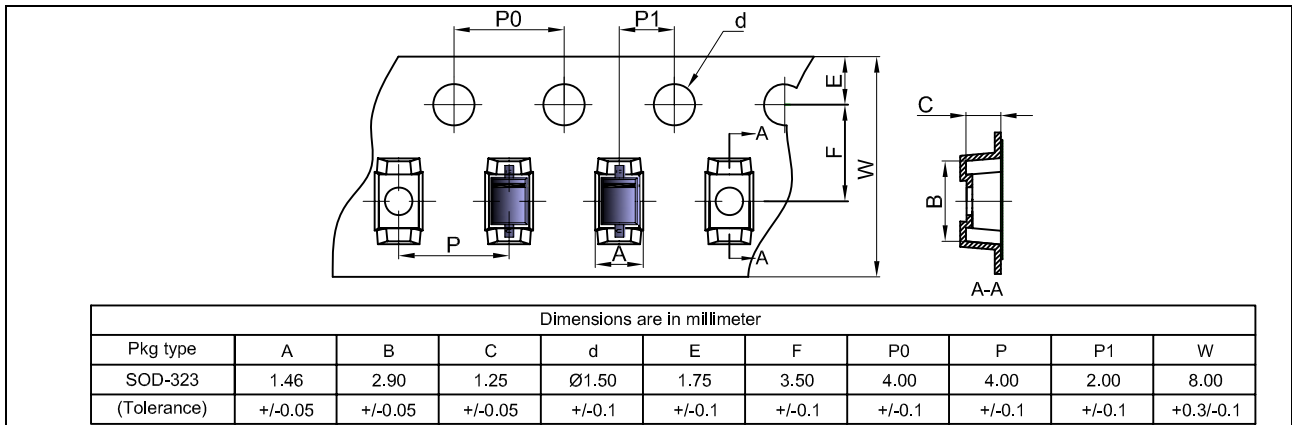 P0
P1
d
E
C
A
F
W
B
P
A
A
A-A
Dimensions are in millimeter
Pkg type A B C d E F P0 P P1 W
SOD-323 1.46 2.90 1.25 Ø1.50 1.75 3.50 4.00 4.00 2.00 8.00
(Tolerance) +/-0.05 +/-0.05 +/-0.05 +/-0.1 +/-0.1 +/-0.1 +/-0.1 +/-0.1 +/-0.1 +0.3/-0.1